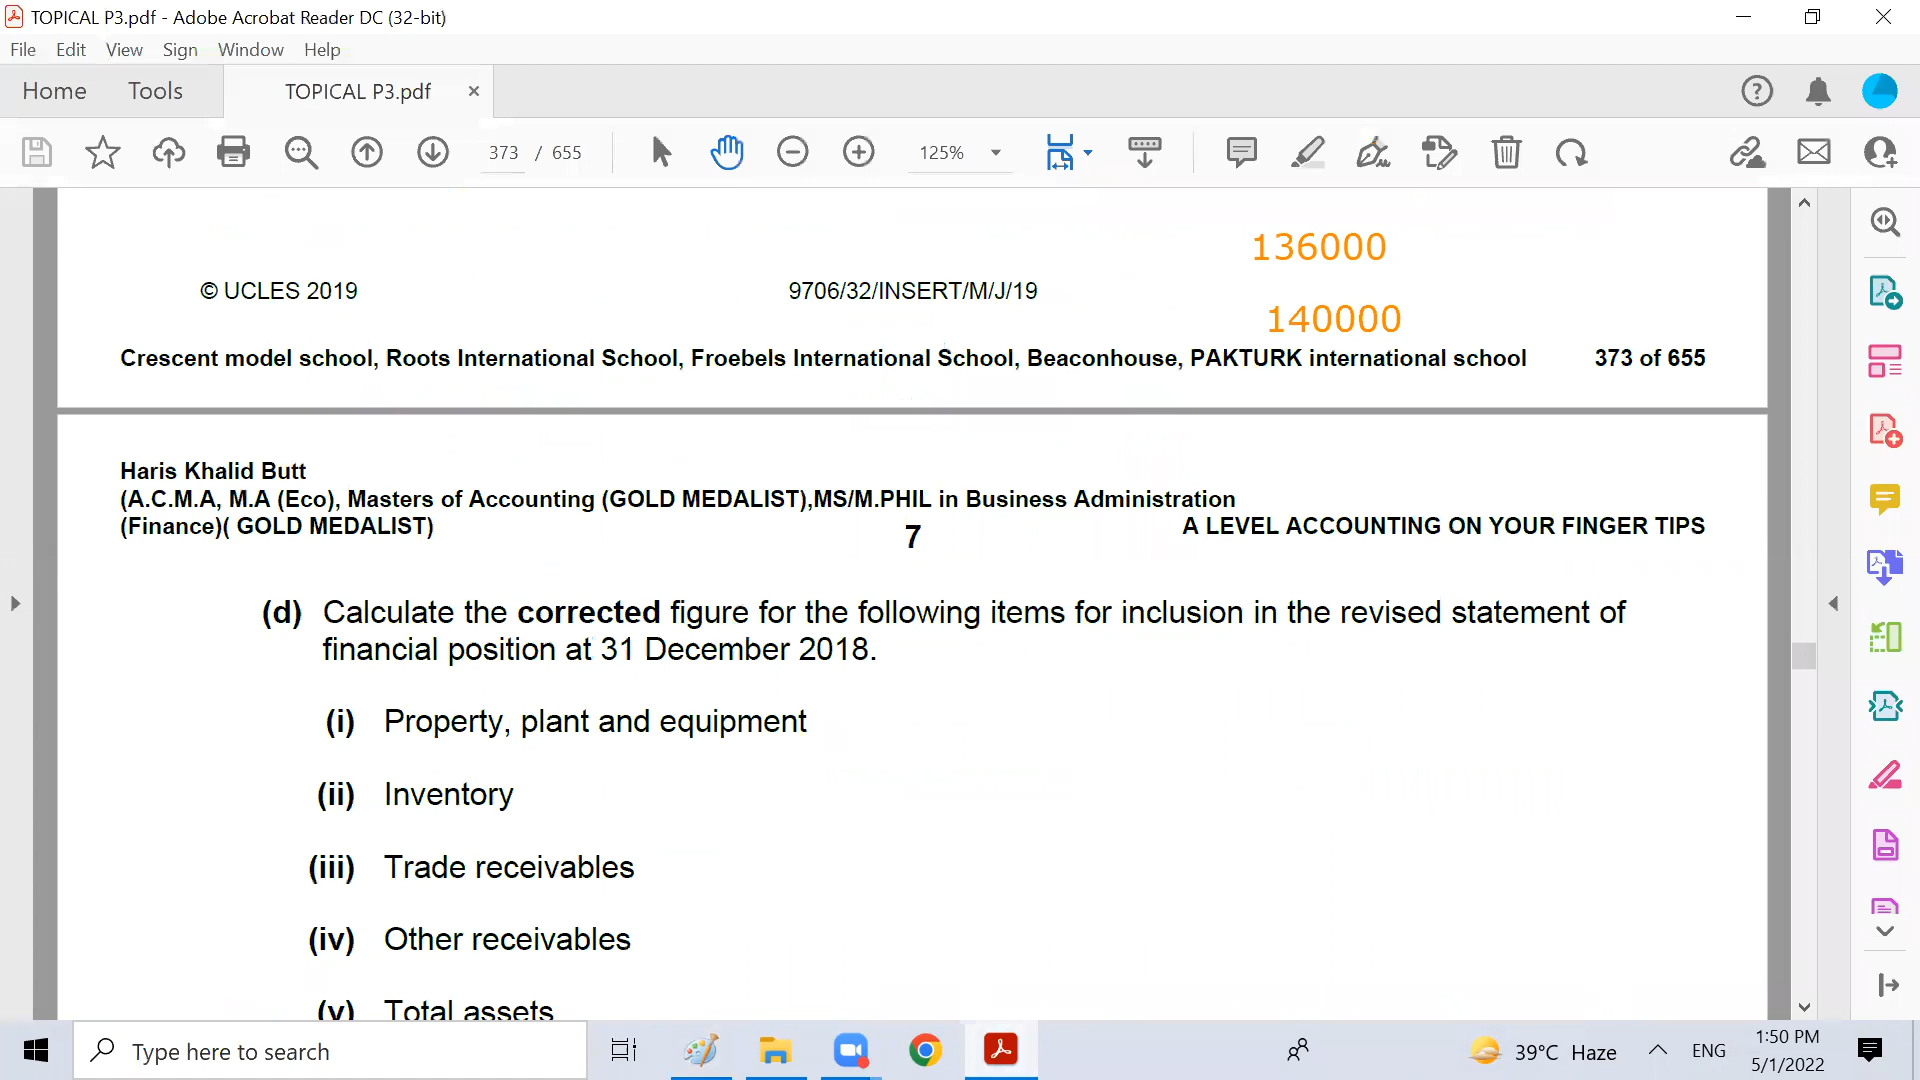 TOPICAL P3.pdf - Adobe Acrobat Reader DC (32-bit)
File Edit View Sign Window Help
Home Tools TOPICAL P3.pdf
373 / 655 125%
136000
© UCLES 2019 9706/32/INSERT/M/J/19
140000
Crescent model school, Roots International School, Froebels International School, Beaconhouse, PAKTURK international school 373 of 655
Haris Khalid Butt
(A.C.M.A, M.A (Eco), Masters of Accounting (GOLD MEDALIST),MS/M.PHIL in Business Administration
(Finance)( GOLD MEDALIST) 7 A LEVEL ACCOUNTING ON YOUR FINGER TIPS
(d) Calculate the corrected figure for the following items for inclusion in the revised statement of
financial position at 31 December 2018.
(i) Property, plant and equipment
(ii) Inventory
(iii) Trade receivables
(iv) Other receivables
(v) Total assets
Type here to search 39°C Haze ENG 1:50 PM
5/1/2022